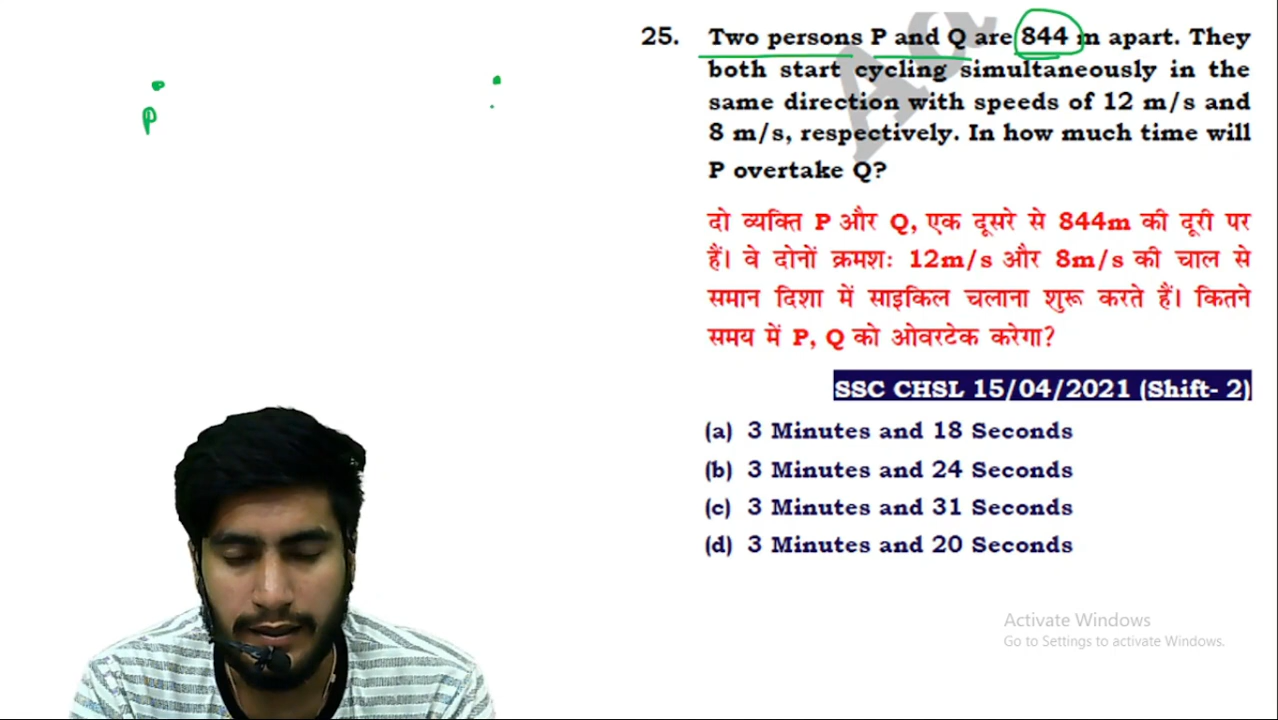 25. Two persons P and Q are 844 m apart. They
both start cycling simultaneously in the
same direction with speeds of 12 m/s and
8 m/s, respectively. In how much time will
P overtake Q?
दो व्यक्ति P और Q, एक दूसरे से 844m की दूरी पर
हैं। वे दोनों क्रमशः 12m/s और 8m/s की चाल से
समान दिशा में साइकिल चलाना शुरू करते हैं। कितने
समय में P, Q को ओवरटेक करेगा?
SSC CHSL 15/04/2021 (Shift- 2)
(a) 3 Minutes and 18 Seconds
(b) 3 Minutes and 24 Seconds
(c) 3 Minutes and 31 Seconds
(d) 3 Minutes and 20 Seconds
P
Activate Windows
Go to Settings to activate Windows.